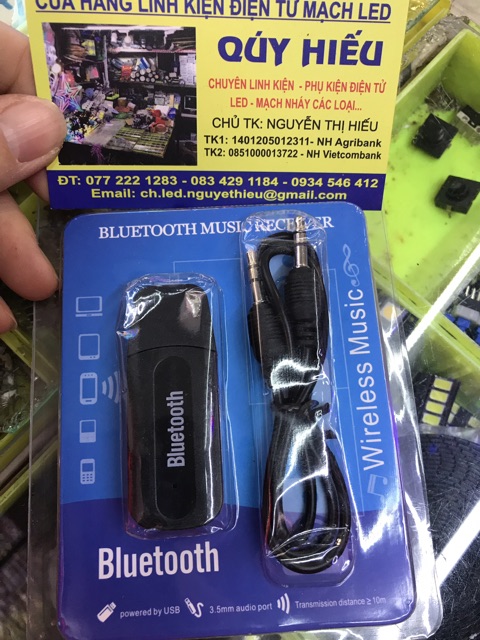 CỬA HÀNG LINH KIỆN ĐIỆN TỬ MẠCH LED
QÚY HIẾU
CHUYÊN LINH KIỆN - PHỤ KIỆN ĐIỆN TỬ
LED - MẠCH NHÁY CÁC LOẠI...
CHỦ TK: NGUYỄN THỊ HIẾU
TK1: 1401205012311- NH Agribank
TK2: 0851000013722 - NH Vietcombank
ĐT: 077 222 1283 - 083 429 1184 - 0934 546 412
Email: ch.led.nguyethieu@gmail.com
BLUETOOTH MUSIC RECEIVER
Wireless Music
Bluetooth
Bluetooth
powered by USB
3.5mm audio port
Transmission distance ≥ 10m